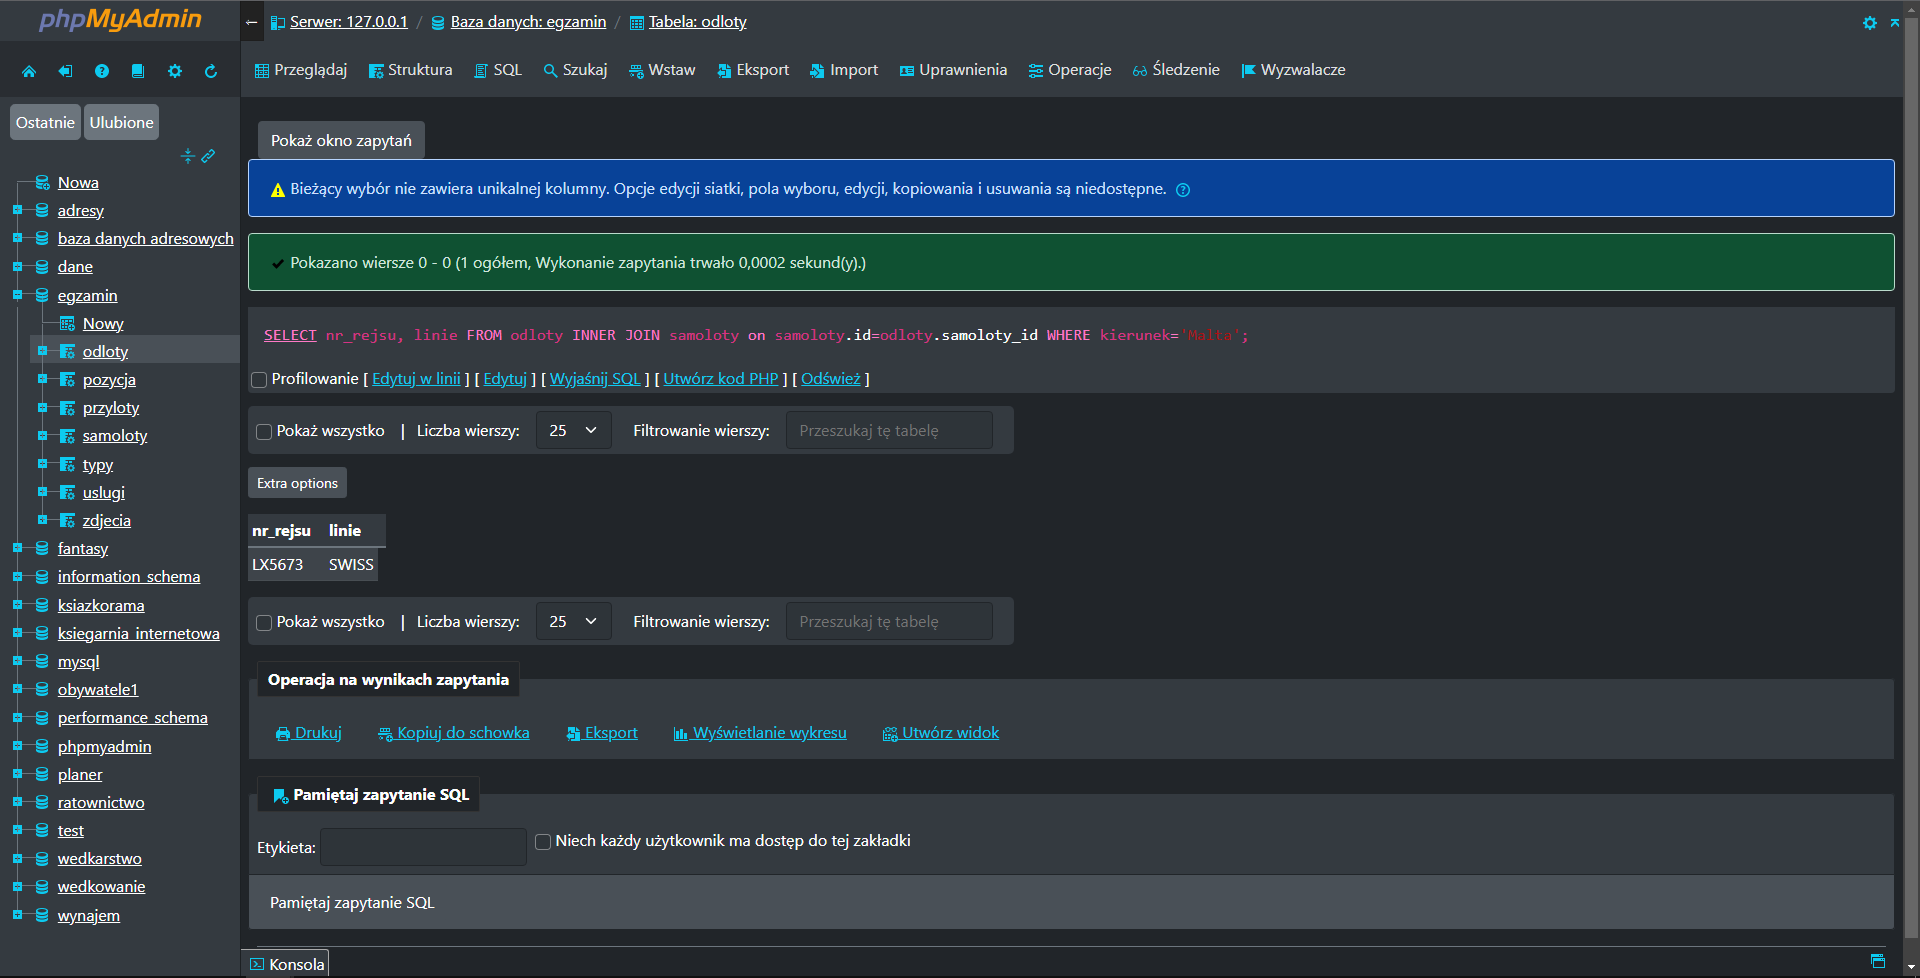 phpMyAdmin
Ostatnie Ulubione
Nowa
adresy
baza danych adresowych
dane
egzamin
Nowy
odloty
pozycja
przyloty
samoloty
typy
uslugi
zdjecia
fantasy
information_schema
ksiazkorama
ksiegarnia_internetowa
mysql
obywatele1
performance_schema
phpmyadmin
planer
ratownictwo
test
wedkarstwo
wedkowanie
wynajem
← Serwer: 127.0.0.1 / Baza danych: egzamin / Tabela: odloty
Przeglądaj Struktura SQL Szukaj Wstaw Eksport Import Uprawnienia Operacje Śledzenie Wyzwalacze
Pokaż okno zapytań
Bieżący wybór nie zawiera unikalnej kolumny. Opcje edycji siatki, pola wyboru, edycji, kopiowania i usuwania są niedostępne.
Pokazano wiersze 0 - 0 (1 ogółem, Wykonanie zapytania trwało 0,0002 sekund(y).)
SELECT nr_rejsu, linie FROM odloty INNER JOIN samoloty on samoloty.id=odloty.samoloty_id WHERE kierunek='Malta';
Profilowanie [ Edytuj w linii ] [ Edytuj ] [ Wyjaśnij SQL ] [ Utwórz kod PHP ] [ Odśwież ]
Pokaż wszystko | Liczba wierszy: 25 Filtrowanie wierszy: Przeszukaj tę tabelę
Extra options
nr_rejsu linie
LX5673 SWISS
Pokaż wszystko | Liczba wierszy: 25 Filtrowanie wierszy: Przeszukaj tę tabelę
Operacja na wynikach zapytania
Drukuj Kopiuj do schowka Eksport Wyświetlanie wykresu Utwórz widok
Pamiętaj zapytanie SQL
Etykieta: Niech każdy użytkownik ma dostęp do tej zakładki
Pamiętaj zapytanie SQL
Konsola